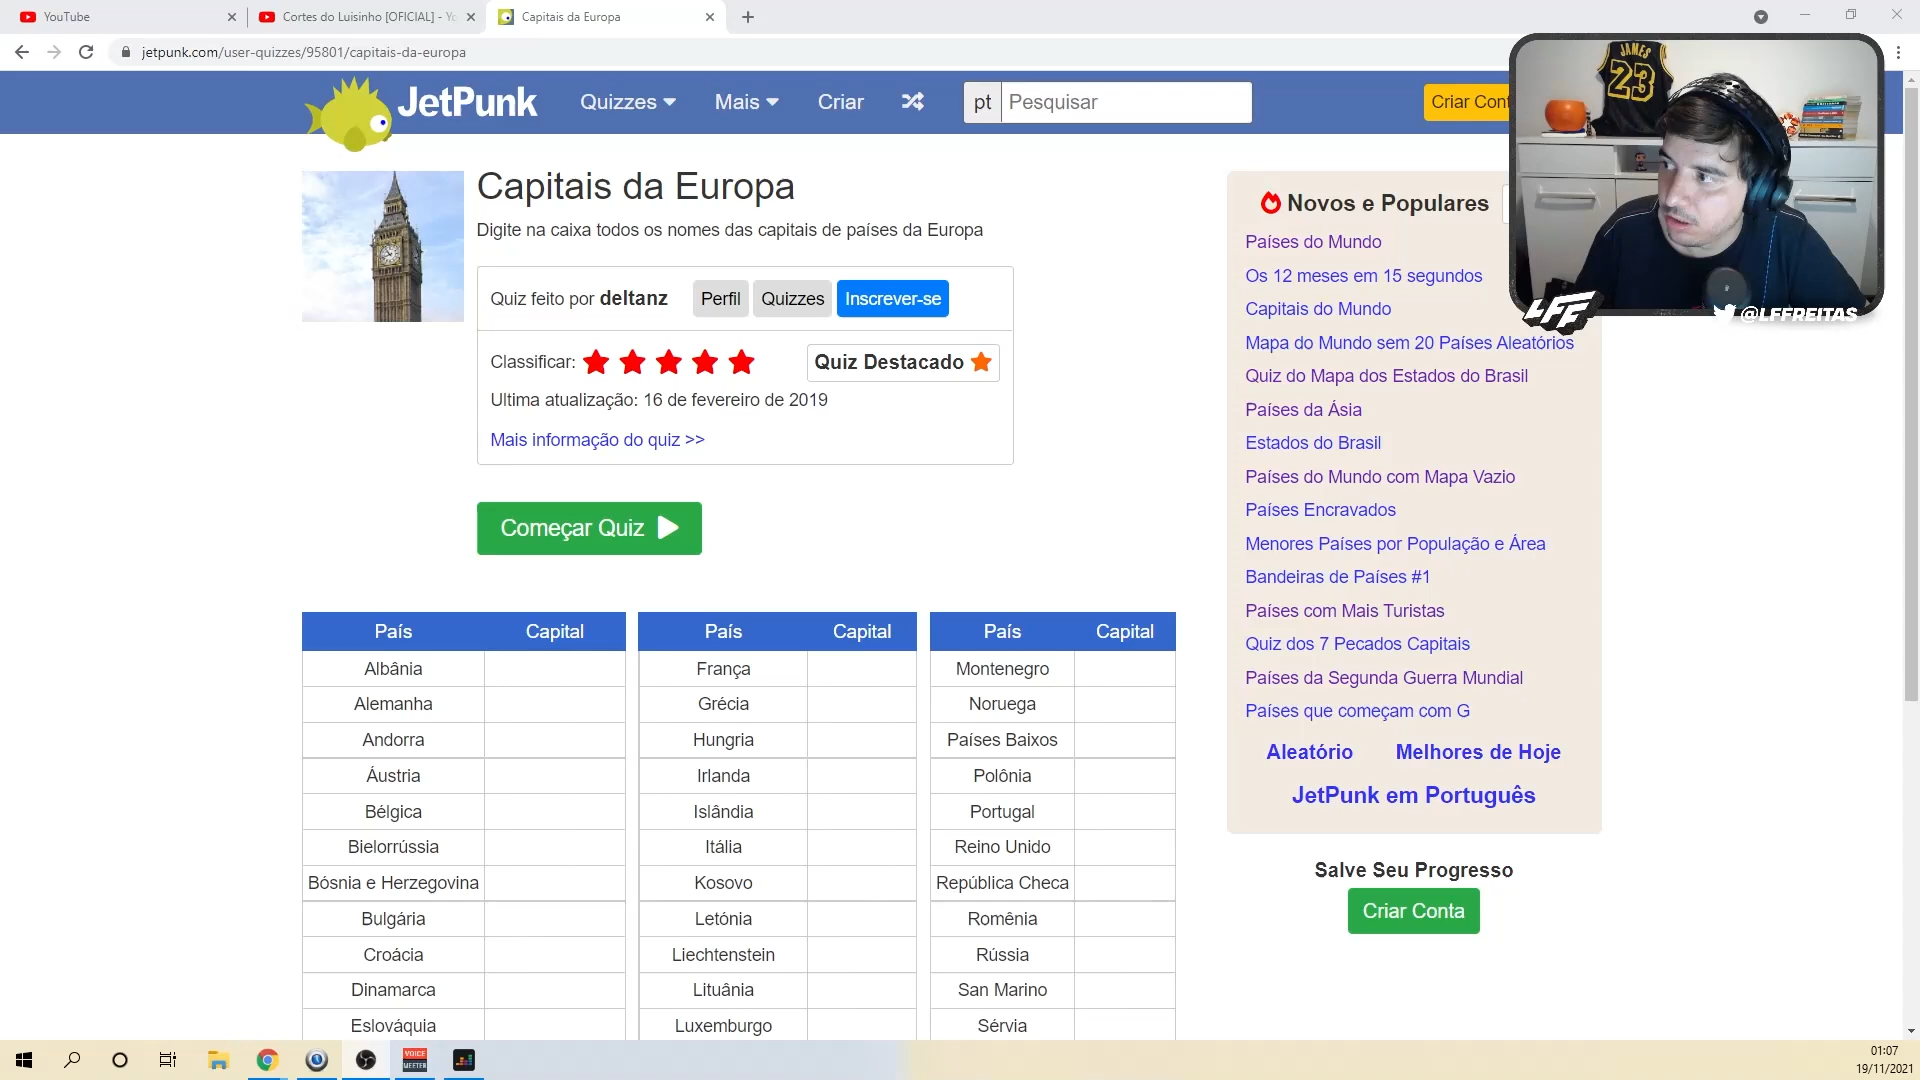 YouTube
Cortes do Luisinho [OFICIAL] - Yo
Capitais da Europa
jetpunk.com/user-quizzes/95801/capitais-da-europa
JetPunk
Quizzes
Mais
Criar
pt
Pesquisar
Criar Cont
JAMES
23
Capitais da Europa
Digite na caixa todos os nomes das capitais de países da Europa
Quiz feito por deltanz
Perfil
Quizzes
Inscrever-se
Classificar:
Quiz Destacado
Ultima atualização: 16 de fevereiro de 2019
Mais informação do quiz >>
Começar Quiz
País Capital
Albânia
Alemanha
Andorra
Áustria
Bélgica
Bielorrússia
Bósnia e Herzegovina
Bulgária
Croácia
Dinamarca
Eslováquia
País Capital
França
Grécia
Hungria
Irlanda
Islândia
Itália
Kosovo
Letónia
Liechtenstein
Lituânia
Luxemburgo
País Capital
Montenegro
Noruega
Países Baixos
Polônia
Portugal
Reino Unido
República Checa
Romênia
Rússia
San Marino
Sérvia
Novos e Populares
Países do Mundo
Os 12 meses em 15 segundos
Capitais do Mundo
Mapa do Mundo sem 20 Países Aleatórios
Quiz do Mapa dos Estados do Brasil
Países da Ásia
Estados do Brasil
Países do Mundo com Mapa Vazio
Países Encravados
Menores Países por População e Área
Bandeiras de Países #1
Países com Mais Turistas
Quiz dos 7 Pecados Capitais
Países da Segunda Guerra Mundial
Países que começam com G
Aleatório
Melhores de Hoje
JetPunk em Português
Salve Seu Progresso
Criar Conta
LFF
@LFFREITAS
VOICE
MEETER
01:07
19/11/2021